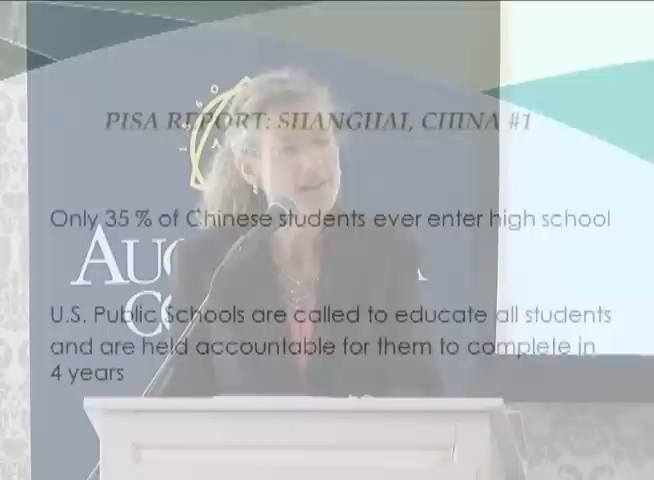 PISA REPORT: SHANGHAI, CHINA #1
Only 35 % of Chinese students ever enter high school
U.S. Public Schools are called to educate all students
and are held accountable for them to complete in
4 years